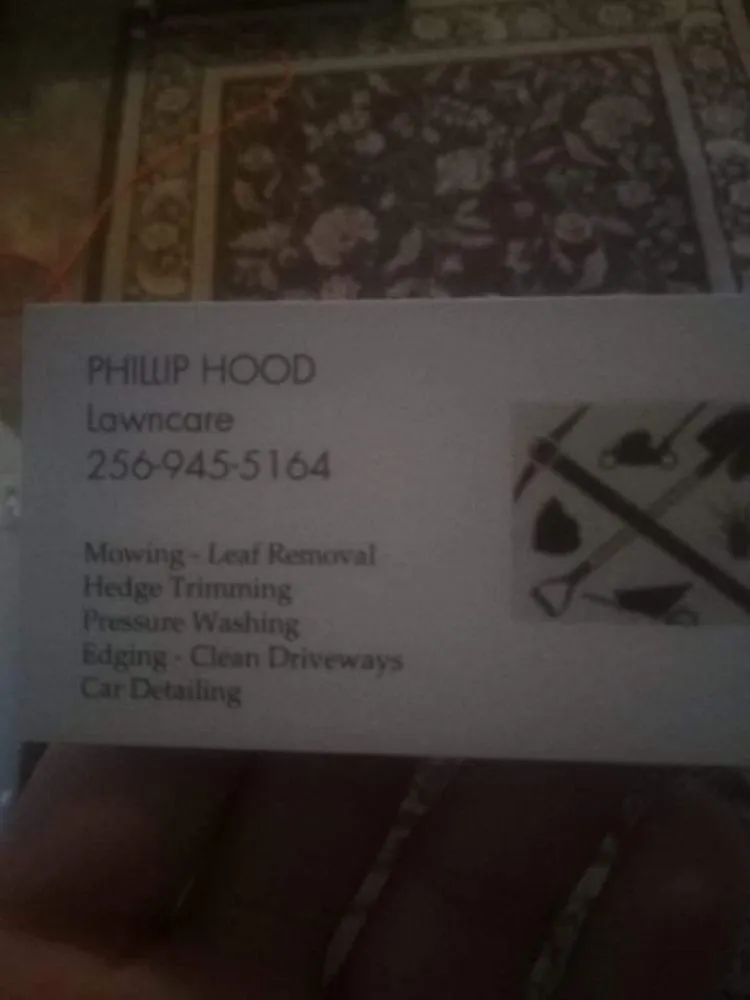 PHILLIP HOOD
Lawncare
256-945-5164
Mowing - Leaf Removal
Hedge Trimming
Pressure Washing
Edging - Clean Driveways
Car Detailing